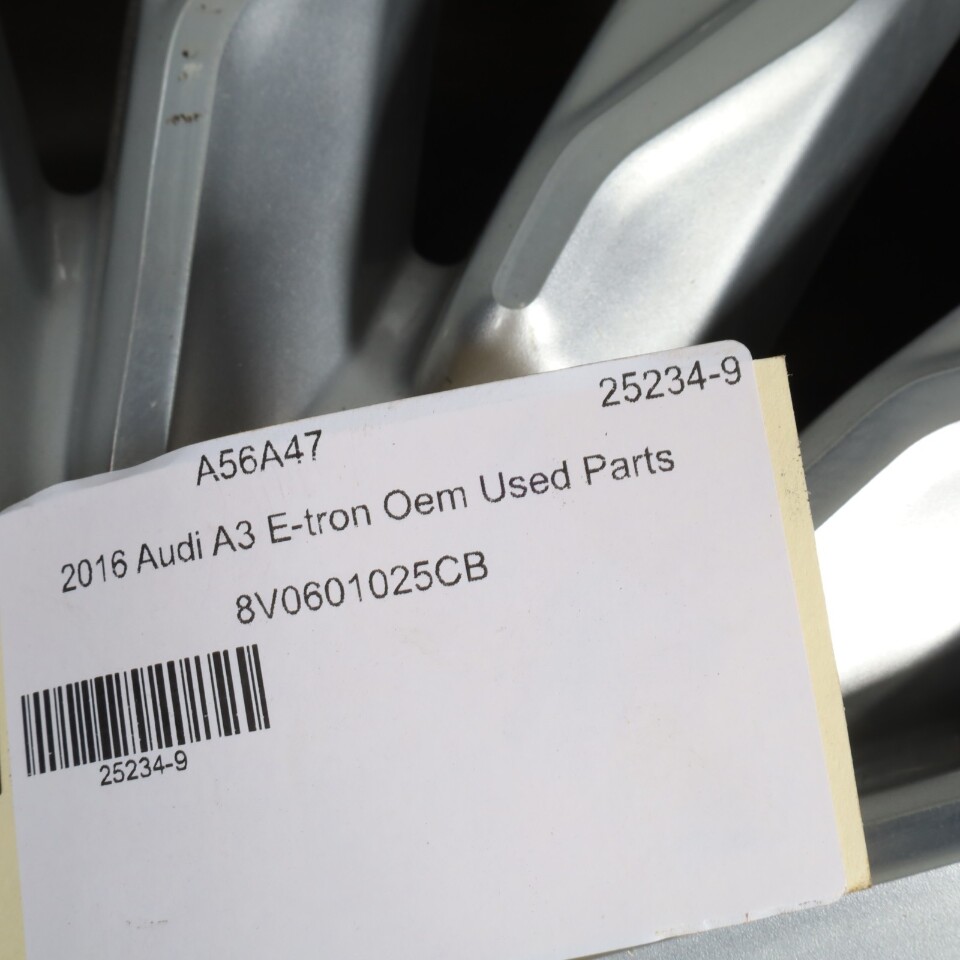 25234-9
A56A47
2016 Audi A3 E-tron Oem Used Parts
8V0601025CB
25234-9